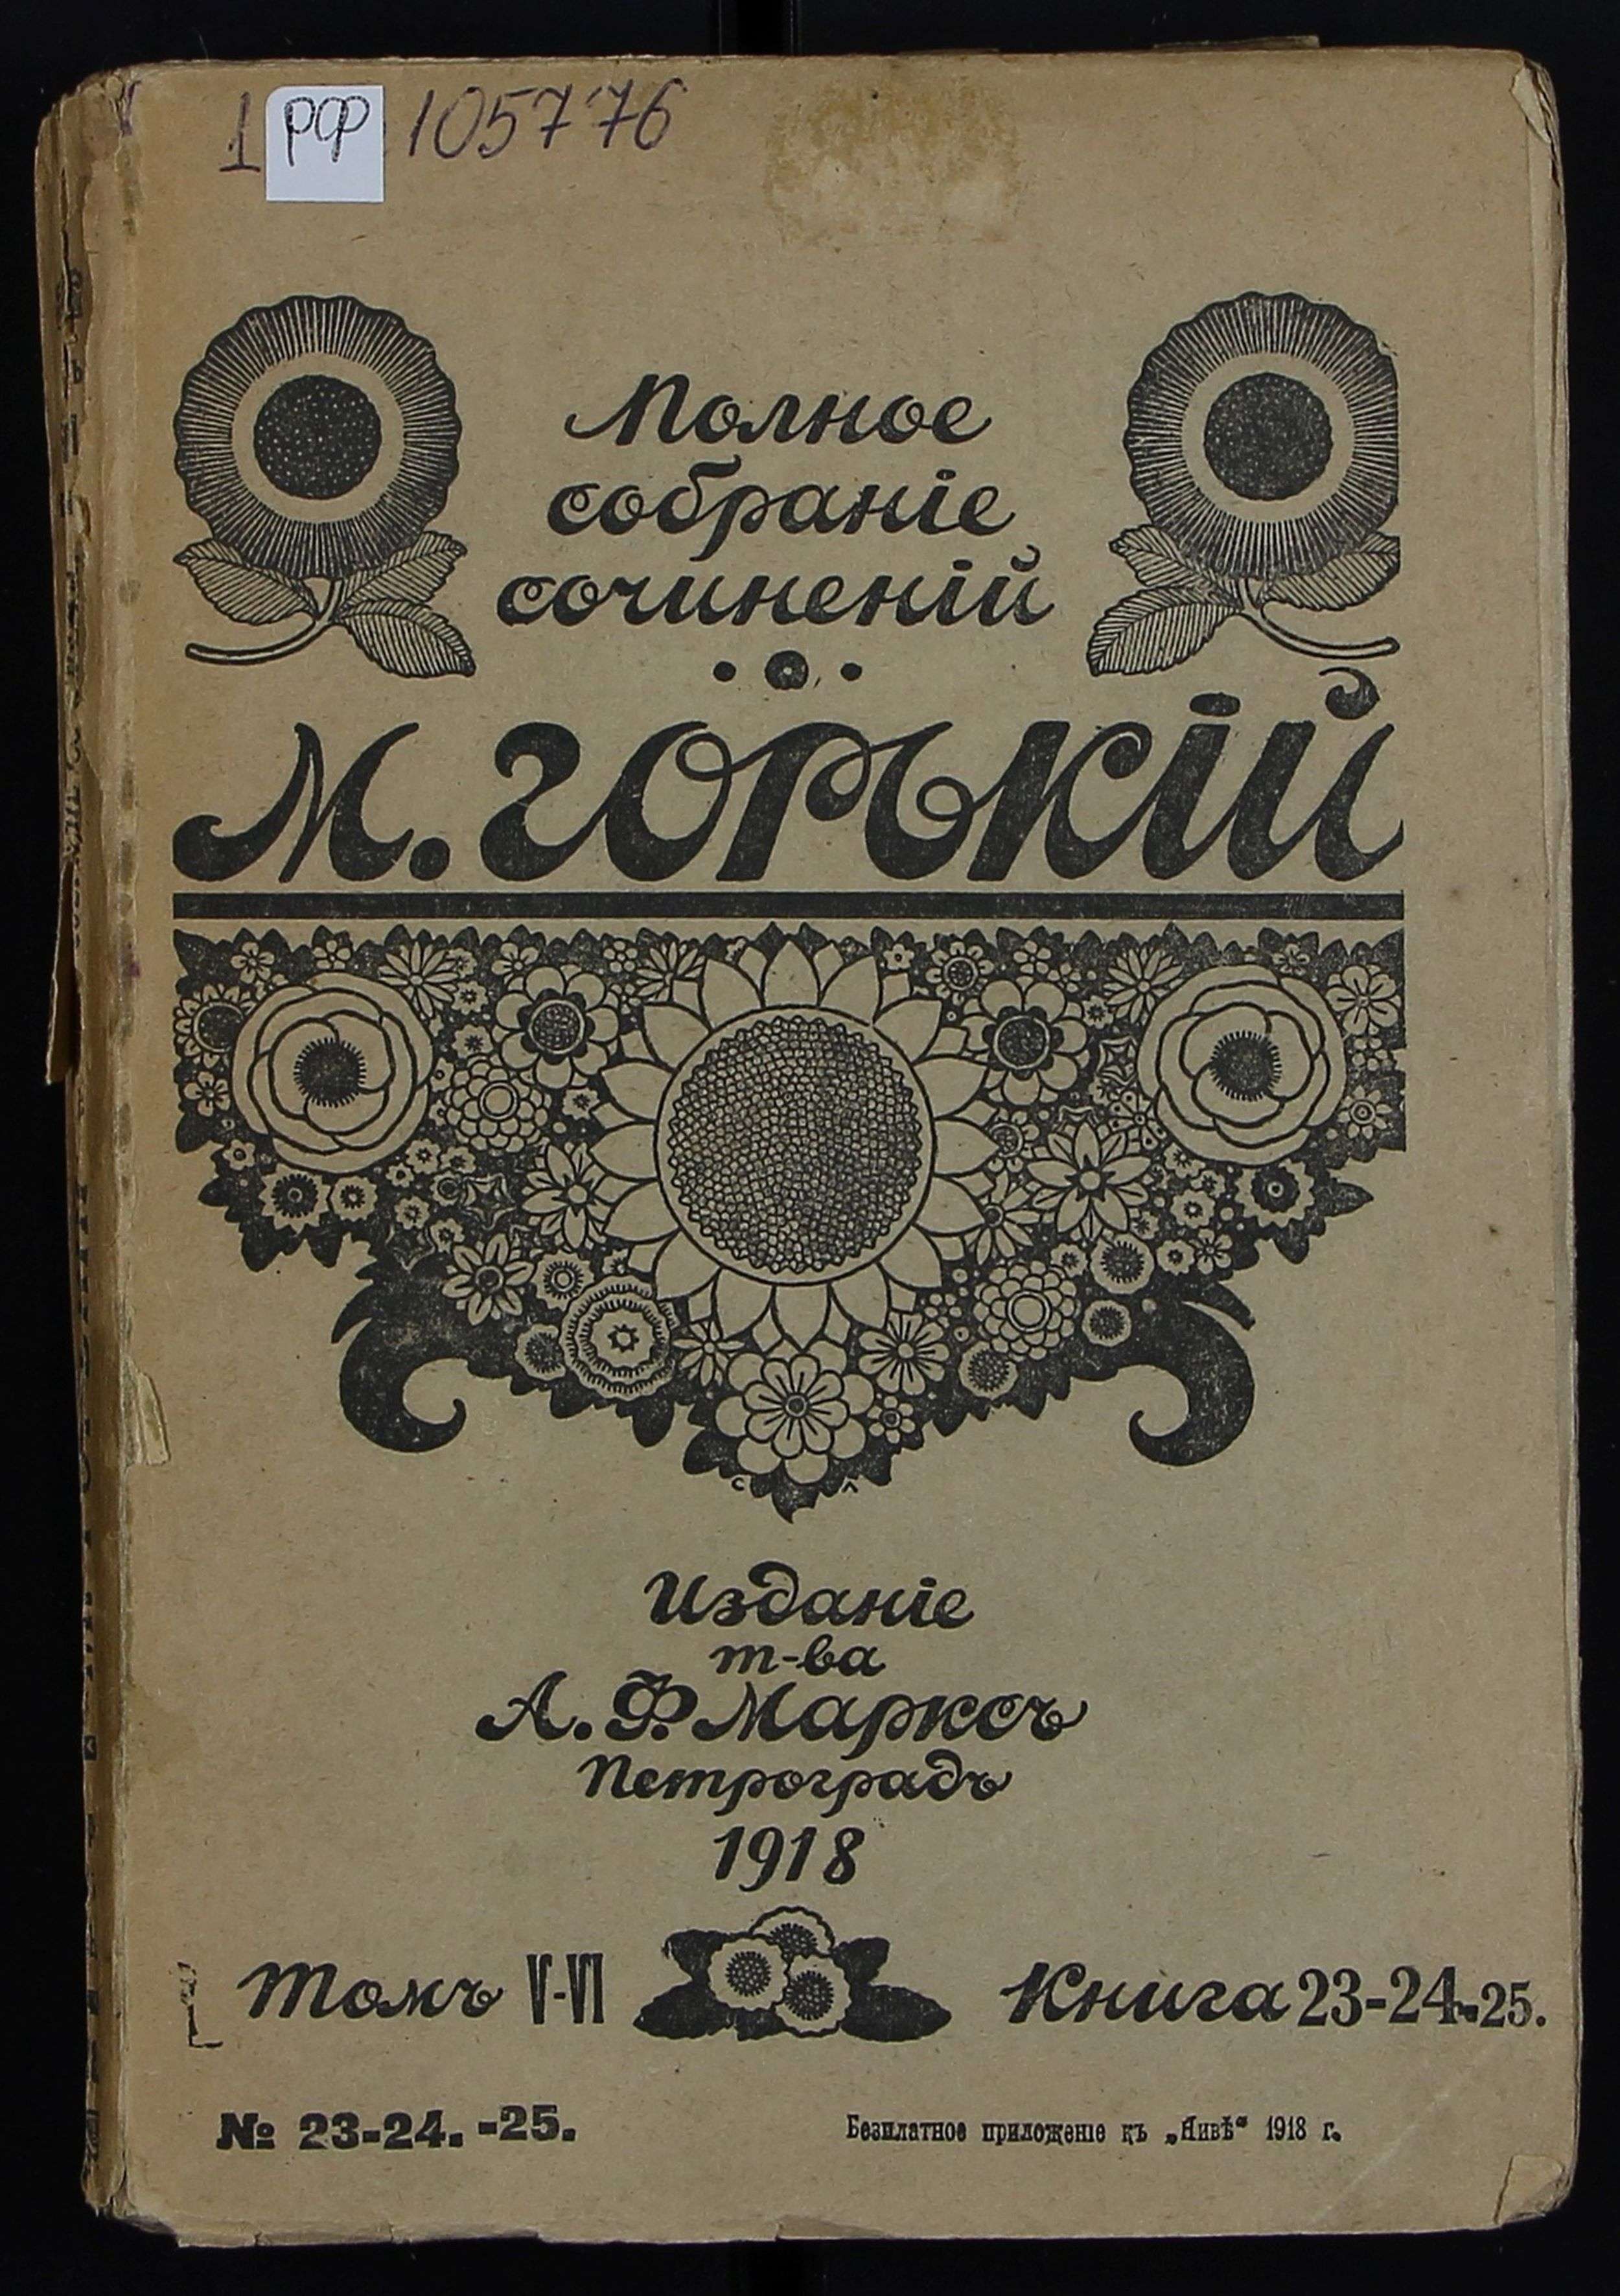 1 РФ 105776
Полное
собраніе
сочиненій
М. Горькій
С Л
Изданіе
т-ва
А. Ф. Марксъ
Петроградъ
1918
Томъ V-VI Книга 23-24.-25.
№ 23-24. -25. Безплатное приложеніе къ „Нивѣ“ 1918 г.